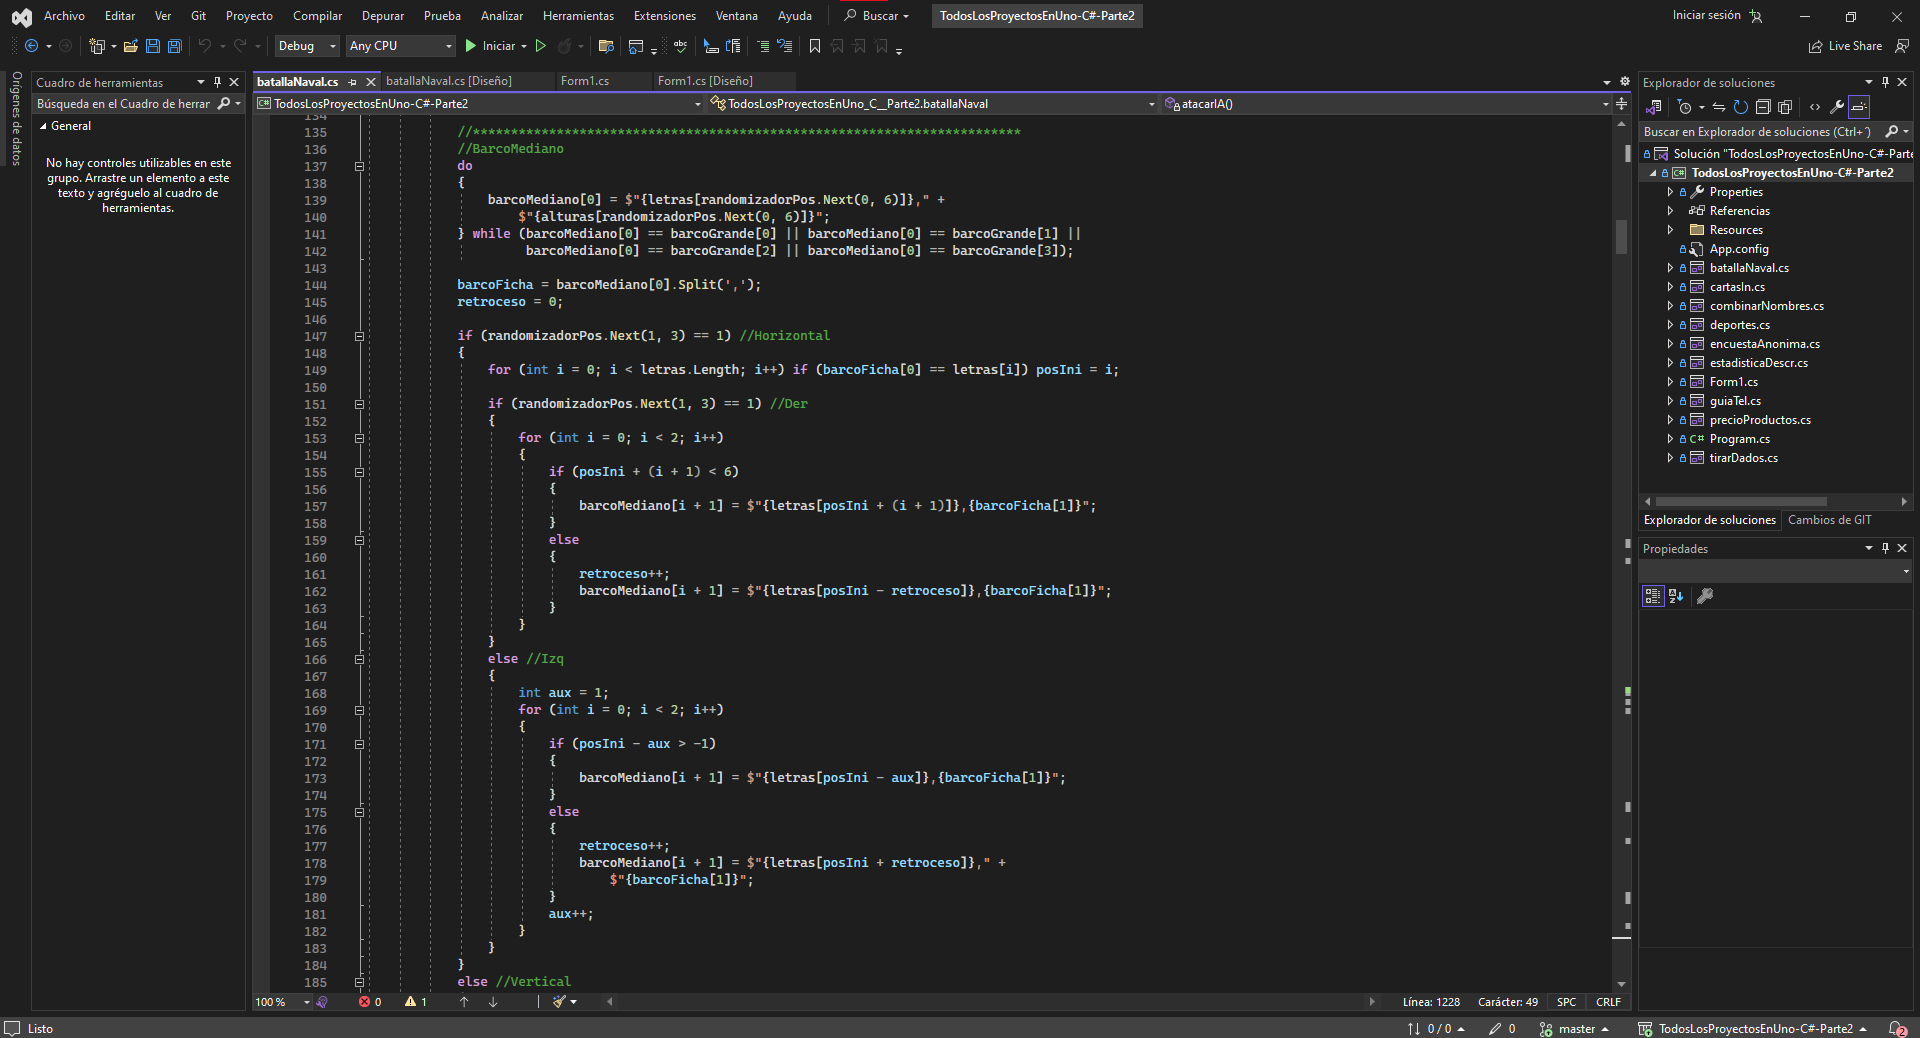 Archivo Editar Ver Git Proyecto Compilar Depurar Prueba Analizar Herramientas Extensiones Ventana Ayuda Buscar TodosLosProyectosEnUno-C#-Parte2 Iniciar sesión
Debug Any CPU Iniciar Live Share
Orígenes de datos
Cuadro de herramientas
Búsqueda en el Cuadro de herrar
General
No hay controles utilizables en este
grupo. Arrastre un elemento a este
texto y agréguelo al cuadro de
herramientas.
batallaNaval.cs batallaNaval.cs [Diseño] Form1.cs Form1.cs [Diseño]
TodosLosProyectosEnUno-C#-Parte2 TodosLosProyectosEnUno_C__Parte2.batallaNaval atacarIA()
134
135 //************************************************************************
136 //BarcoMediano
137 do
138 {
139 barcoMediano[0] = $"{letras[randomizadorPos.Next(0, 6)]}," +
140 $"{alturas[randomizadorPos.Next(0, 6)]}";
141 } while (barcoMediano[0] == barcoGrande[0] || barcoMediano[0] == barcoGrande[1] ||
142 barcoMediano[0] == barcoGrande[2] || barcoMediano[0] == barcoGrande[3]);
143
144 barcoFicha = barcoMediano[0].Split(',');
145 retroceso = 0;
146
147 if (randomizadorPos.Next(1, 3) == 1) //Horizontal
148 {
149 for (int i = 0; i < letras.Length; i++) if (barcoFicha[0] == letras[i]) posIni = i;
150
151 if (randomizadorPos.Next(1, 3) == 1) //Der
152 {
153 for (int i = 0; i < 2; i++)
154 {
155 if (posIni + (i + 1) < 6)
156 {
157 barcoMediano[i + 1] = $"{letras[posIni + (i + 1)]},{barcoFicha[1]}";
158 }
159 else
160 {
161 retroceso++;
162 barcoMediano[i + 1] = $"{letras[posIni - retroceso]},{barcoFicha[1]}";
163 }
164 }
165 }
166 else //Izq
167 {
168 int aux = 1;
169 for (int i = 0; i < 2; i++)
170 {
171 if (posIni - aux > -1)
172 {
173 barcoMediano[i + 1] = $"{letras[posIni - aux]},{barcoFicha[1]}";
174 }
175 else
176 {
177 retroceso++;
178 barcoMediano[i + 1] = $"{letras[posIni + retroceso]}," +
179 $"{barcoFicha[1]}";
180 }
181 aux++;
182 }
183 }
184 }
185 else //Vertical
100 % 0 1 Línea: 1228 Carácter: 49 SPC CRLF
Explorador de soluciones
Buscar en Explorador de soluciones (Ctrl+´)
Solución "TodosLosProyectosEnUno-C#-Parte
TodosLosProyectosEnUno-C#-Parte2
Properties
Referencias
Resources
App.config
batallaNaval.cs
cartasIn.cs
combinarNombres.cs
deportes.cs
encuestaAnonima.cs
estadisticaDescr.cs
Form1.cs
guiaTel.cs
precioProductos.cs
C# Program.cs
tirarDados.cs
Explorador de soluciones Cambios de GIT
Propiedades
Listo 0 / 0 0 master TodosLosProyectosEnUno-C#-Parte2 2